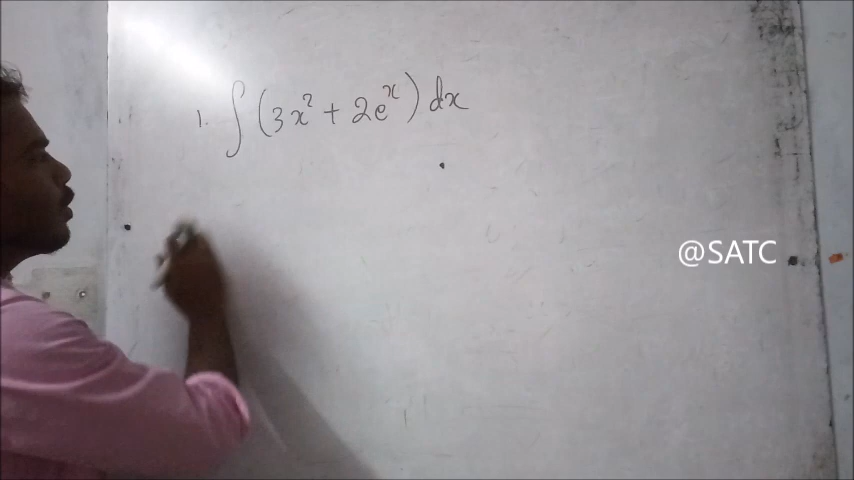 1. ∫ (3x² + 2eˣ) dx
@SATC